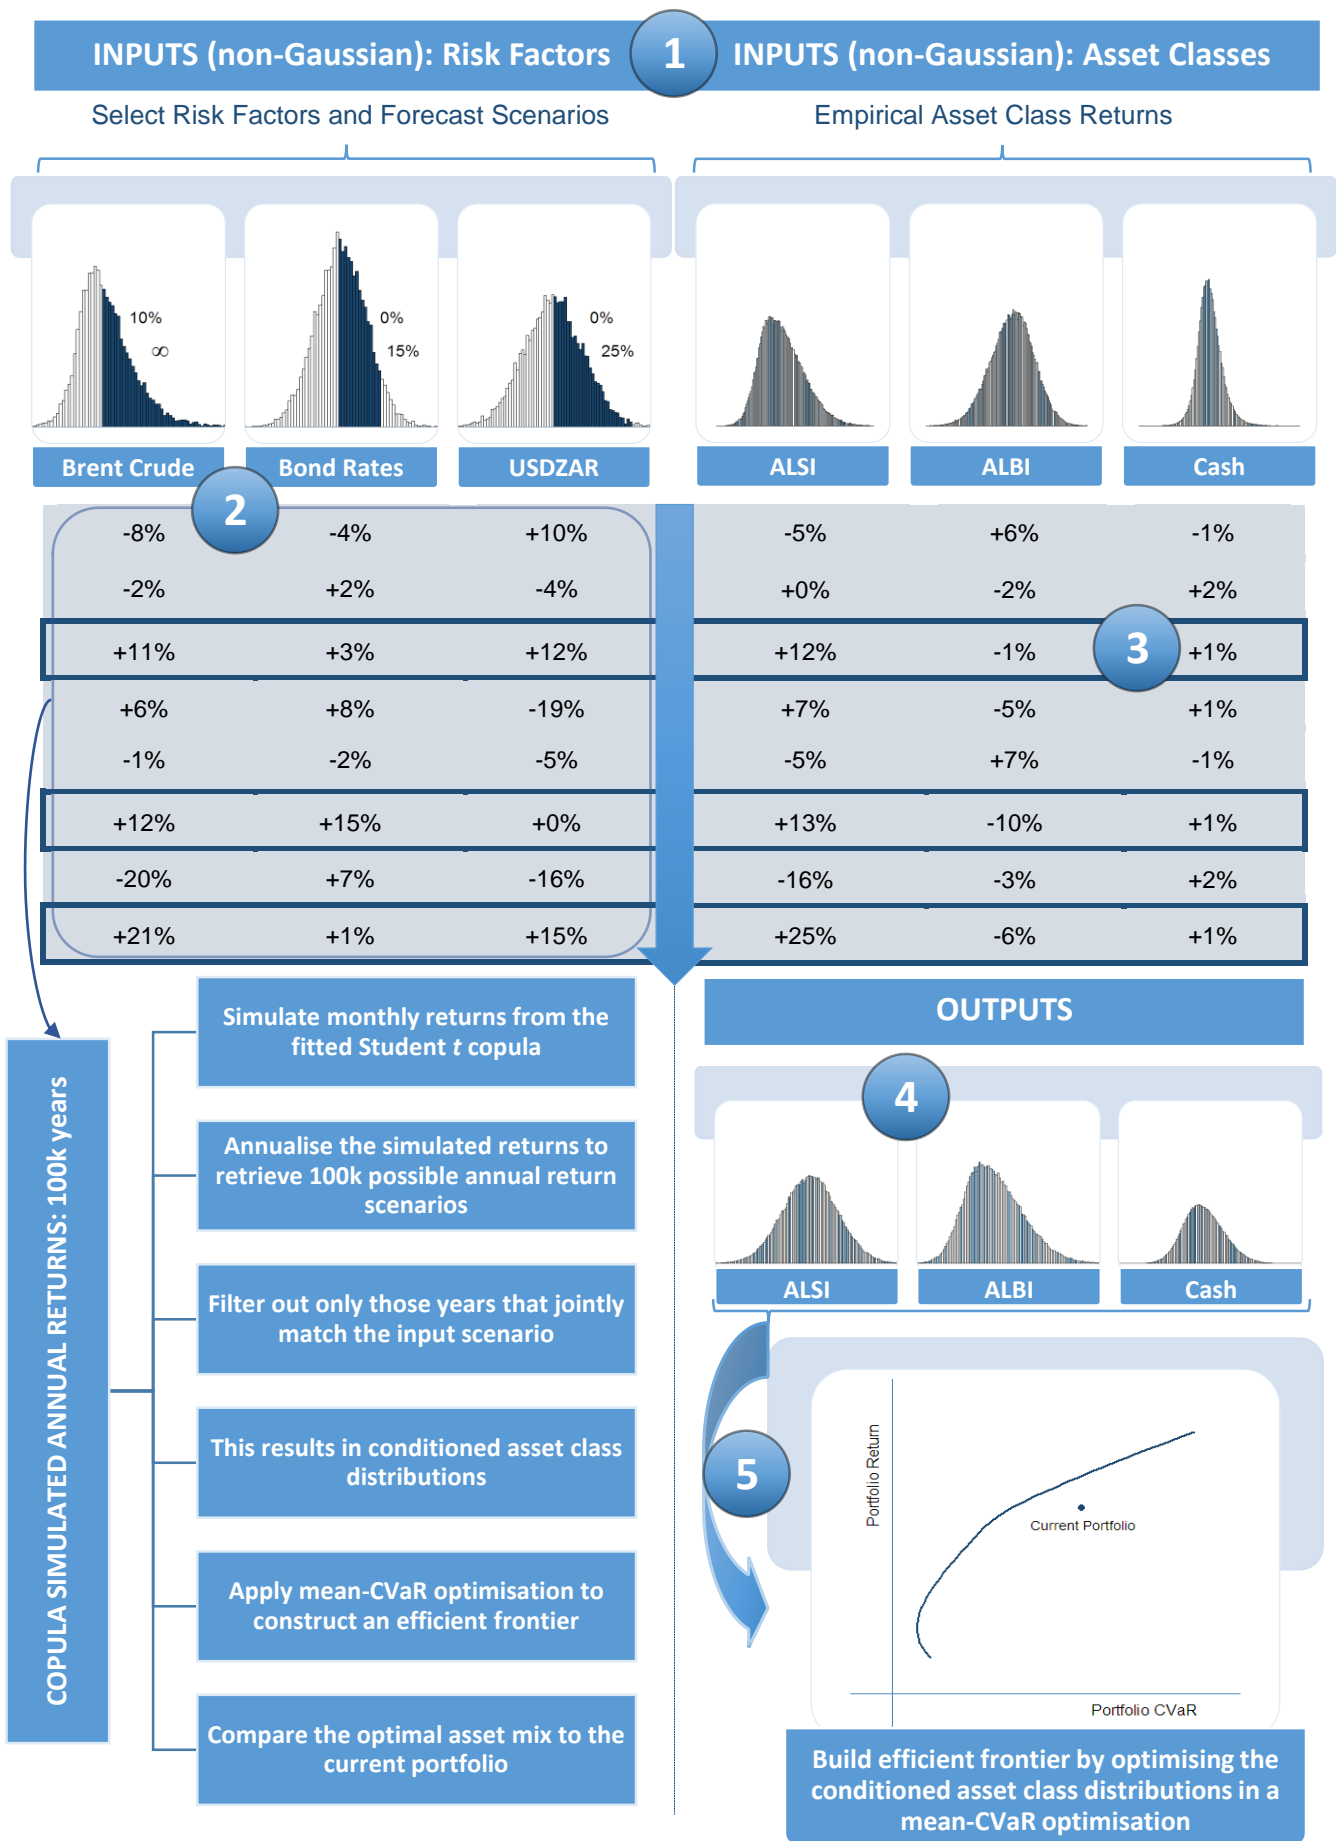 INPUTS (non-Gaussian): Risk Factors
1
INPUTS (non-Gaussian): Asset Classes
Select Risk Factors and Forecast Scenarios
Empirical Asset Class Returns
10%
∞
0%
15%
0%
25%
Brent Crude
Bond Rates
USDZAR
ALSI
ALBI
Cash
2
-8% -4% +10% -5% +6% -1%
-2% +2% -4% +0% -2% +2%
+11% +3% +12% +12% -1% +1%
3
+6% +8% -19% +7% -5% +1%
-1% -2% -5% -5% +7% -1%
+12% +15% +0% +13% -10% +1%
-20% +7% -16% -16% -3% +2%
+21% +1% +15% +25% -6% +1%
COPULA SIMULATED ANNUAL RETURNS: 100k years
Simulate monthly returns from the
fitted Student t copula
Annualise the simulated returns to
retrieve 100k possible annual return
scenarios
Filter out only those years that jointly
match the input scenario
This results in conditioned asset class
distributions
Apply mean-CVaR optimisation to
construct an efficient frontier
Compare the optimal asset mix to the
current portfolio
OUTPUTS
4
ALSI
ALBI
Cash
5
Portfolio Return
Current Portfolio
Portfolio CVaR
Build efficient frontier by optimising the
conditioned asset class distributions in a
mean-CVaR optimisation